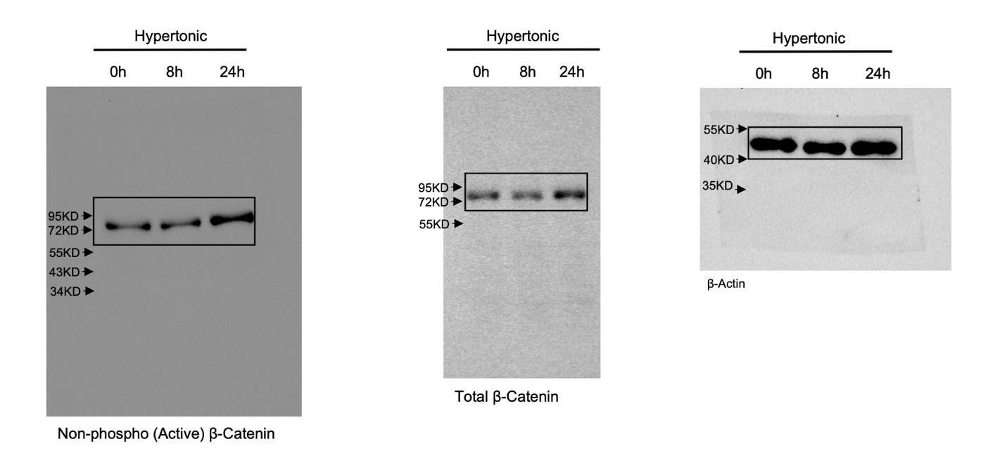 Hypertonic
0h 8h 24h
95KD
72KD
55KD
43KD
34KD
Non-phospho (Active) β-Catenin
Hypertonic
0h 8h 24h
95KD
72KD
55KD
Total β-Catenin
Hypertonic
0h 8h 24h
55KD
40KD
35KD
β-Actin